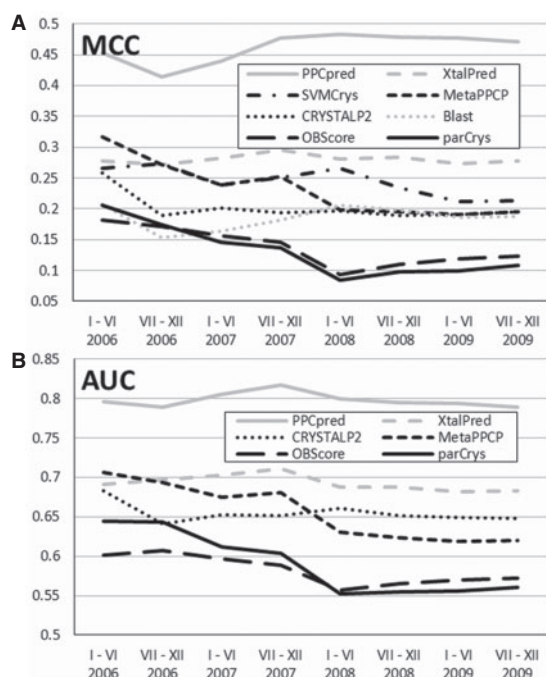 A
MCC
0.5
0.45
0.4
0.35
0.3
0.25
0.2
0.15
0.1
0.05
PPCpred XtalPred
SVMCrys MetaPPCP
CRYSTALP2 Blast
OBScore parCrys
I - VI VII - XII I - VI VII - XII I - VI VII - XII I - VI VII - XII
2006 2006 2007 2007 2008 2008 2009 2009
B
AUC
0.85
0.8
0.75
0.7
0.65
0.6
0.55
0.5
PPCpred XtalPred
CRYSTALP2 MetaPPCP
OBScore parCrys
I - VI VII - XII I - VI VII - XII I - VI VII - XII I - VI VII - XII
2006 2006 2007 2007 2008 2008 2009 2009